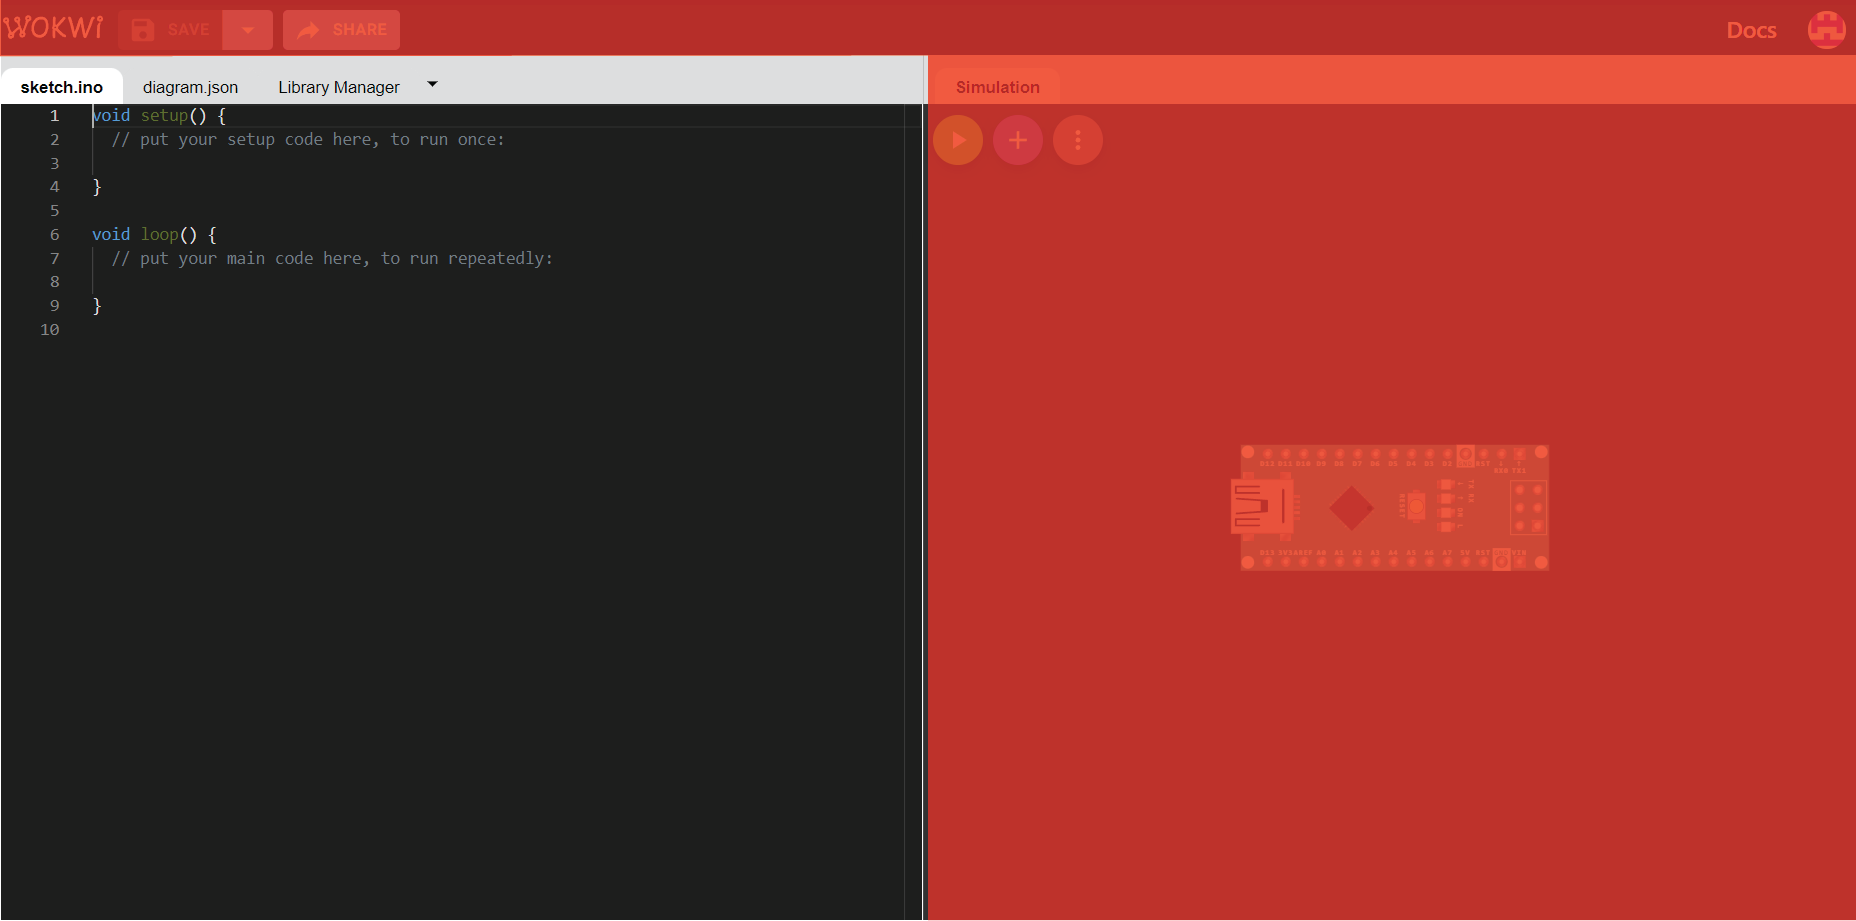 WOKWi SAVE SHARE Docs
sketch.ino diagram.json Library Manager Simulation
1 void setup() {
2 // put your setup code here, to run once:
3
4 }
5
6 void loop() {
7 // put your main code here, to run repeatedly:
8
9 }
10
RESET